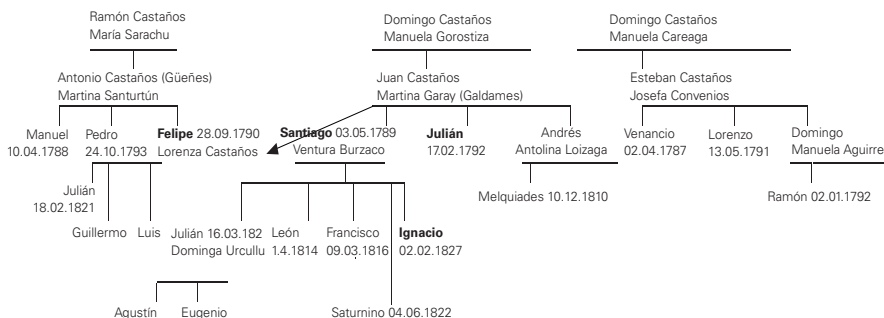 Ramón Castaños
María Sarachu
Domingo Castaños
Manuela Gorostiza
Domingo Castaños
Manuela Careaga
Antonio Castaños (Güeñes)
Martina Santurtún
Juan Castaños
Martina Garay (Galdames)
Esteban Castaños
Josefa Convenios
Manuel
10.04.1788
Pedro
24.10.1793
Felipe 28.09.1790
Lorenza Castaños
Santiago 03.05.1789
Ventura Burzaco
Julián
17.02.1792
Andrés
Antolina Loizaga
Venancio
02.04.1787
Lorenzo
13.05.1791
Domingo
Manuela Aguirre
Julián
18.02.1821
Melquiades 10.12.1810
Ramón 02.01.1792
Guillermo
Luis
Julián 16.03.182
Dominga Urcullu
León
1.4.1814
Francisco
09.03.1816
Ignacio
02.02.1827
Agustín
Eugenio
Saturnino 04.06.1822